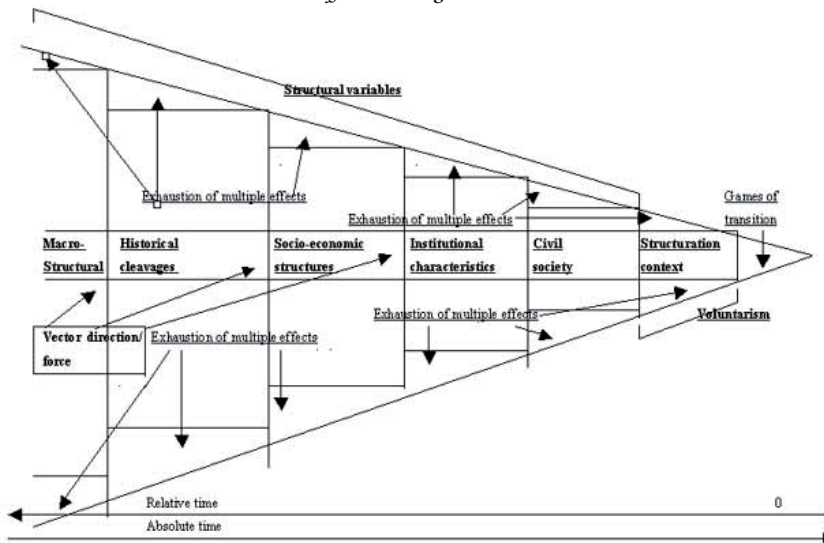 Structural variables
Exhaustion of multiple effects
Exhaustion of multiple effects
Games of
transition
Macro-
Structural
Historical
cleavages
Socio-economic
structures
Institutional
characteristics
Civil
society
Structuration
context
Exhaustion of multiple effects
Voluntarism
Vector direction/
force
Exhaustion of multiple effects
Relative time
0
Absolute time